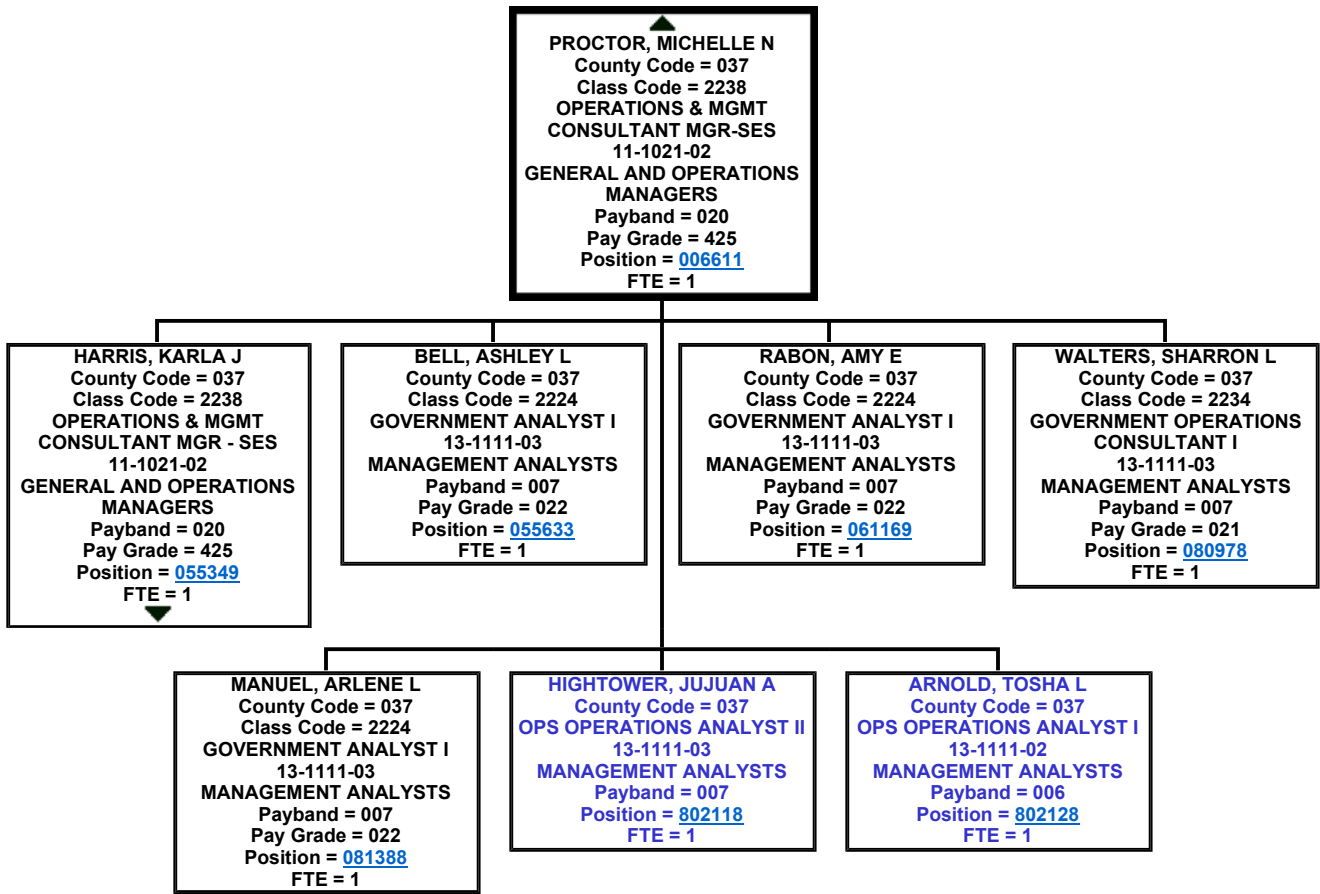 PROCTOR, MICHELLE N
County Code = 037
Class Code = 2238
OPERATIONS & MGMT
CONSULTANT MGR-SES
11-1021-02
GENERAL AND OPERATIONS
MANAGERS
Payband = 020
Pay Grade = 425
Position = 006611
FTE = 1
HARRIS, KARLA J
County Code = 037
Class Code = 2238
OPERATIONS & MGMT
CONSULTANT MGR - SES
11-1021-02
GENERAL AND OPERATIONS
MANAGERS
Payband = 020
Pay Grade = 425
Position = 055349
FTE = 1
BELL, ASHLEY L
County Code = 037
Class Code = 2224
GOVERNMENT ANALYST I
13-1111-03
MANAGEMENT ANALYSTS
Payband = 007
Pay Grade = 022
Position = 055633
FTE = 1
RABON, AMY E
County Code = 037
Class Code = 2224
GOVERNMENT ANALYST I
13-1111-03
MANAGEMENT ANALYSTS
Payband = 007
Pay Grade = 022
Position = 061169
FTE = 1
WALTERS, SHARRON L
County Code = 037
Class Code = 2234
GOVERNMENT OPERATIONS
CONSULTANT I
13-1111-03
MANAGEMENT ANALYSTS
Payband = 007
Pay Grade = 021
Position = 080978
FTE = 1
MANUEL, ARLENE L
County Code = 037
Class Code = 2224
GOVERNMENT ANALYST I
13-1111-03
MANAGEMENT ANALYSTS
Payband = 007
Pay Grade = 022
Position = 081388
FTE = 1
HIGHTOWER, JUJUAN A
County Code = 037
OPS OPERATIONS ANALYST II
13-1111-03
MANAGEMENT ANALYSTS
Payband = 007
Position = 802118
FTE = 1
ARNOLD, TOSHA L
County Code = 037
OPS OPERATIONS ANALYST I
13-1111-02
MANAGEMENT ANALYSTS
Payband = 006
Position = 802128
FTE = 1